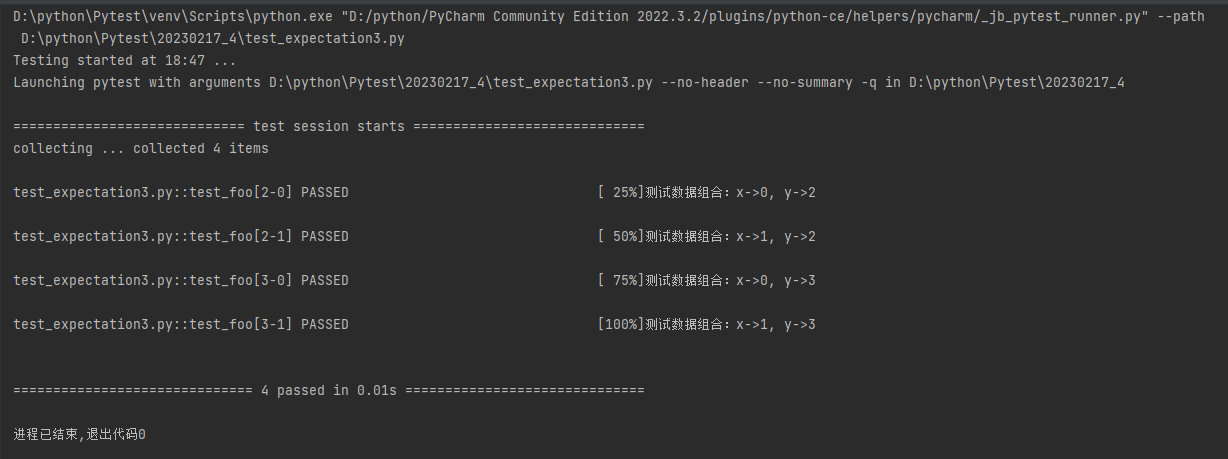 D:\python\Pytest\venv\Scripts\python.exe "D:/python/PyCharm Community Edition 2022.3.2/plugins/python-ce/helpers/pycharm/_jb_pytest_runner.py" --path
D:\python\Pytest\20230217_4\test_expectation3.py
Testing started at 18:47 ...
Launching pytest with arguments D:\python\Pytest\20230217_4\test_expectation3.py --no-header --no-summary -q in D:\python\Pytest\20230217_4
============================= test session starts =============================
collecting ... collected 4 items
test_expectation3.py::test_foo[2-0] PASSED [ 25%]测试数据组合：x->0, y->2
test_expectation3.py::test_foo[2-1] PASSED [ 50%]测试数据组合：x->1, y->2
test_expectation3.py::test_foo[3-0] PASSED [ 75%]测试数据组合：x->0, y->3
test_expectation3.py::test_foo[3-1] PASSED [100%]测试数据组合：x->1, y->3
============================== 4 passed in 0.01s ==============================
进程已结束,退出代码0